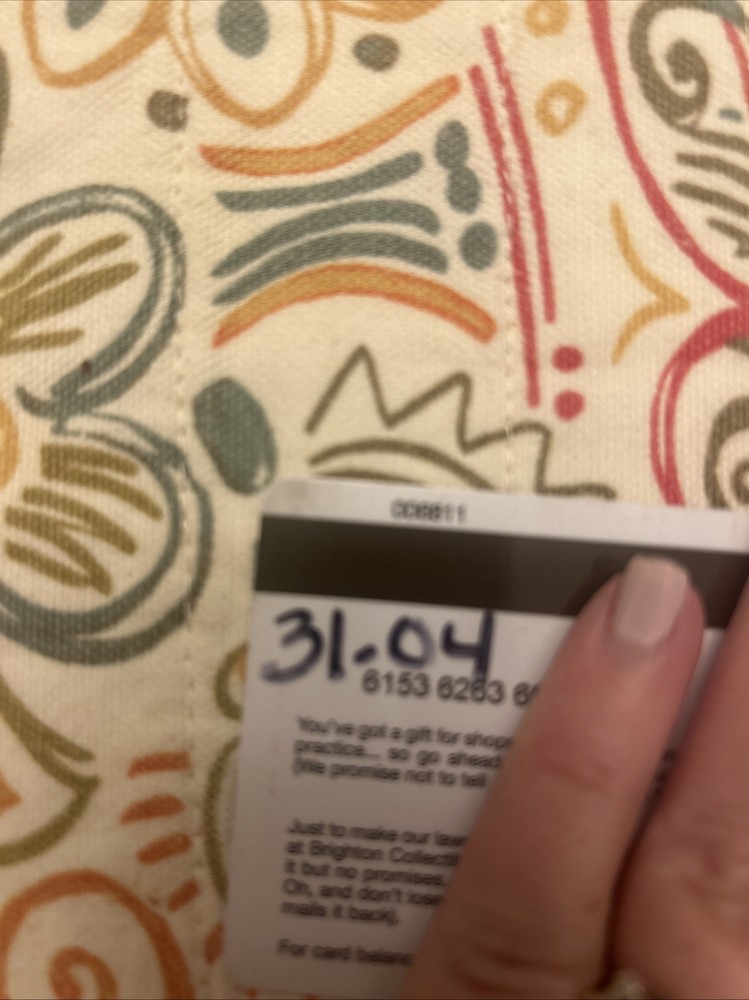 31.04
6153 6263
You've got a gift for
practice... so go ahead
(We promise not to tell
Just to make our
at Brighton
it but no promises.
Oh, and don't lose
mails it back).
For card